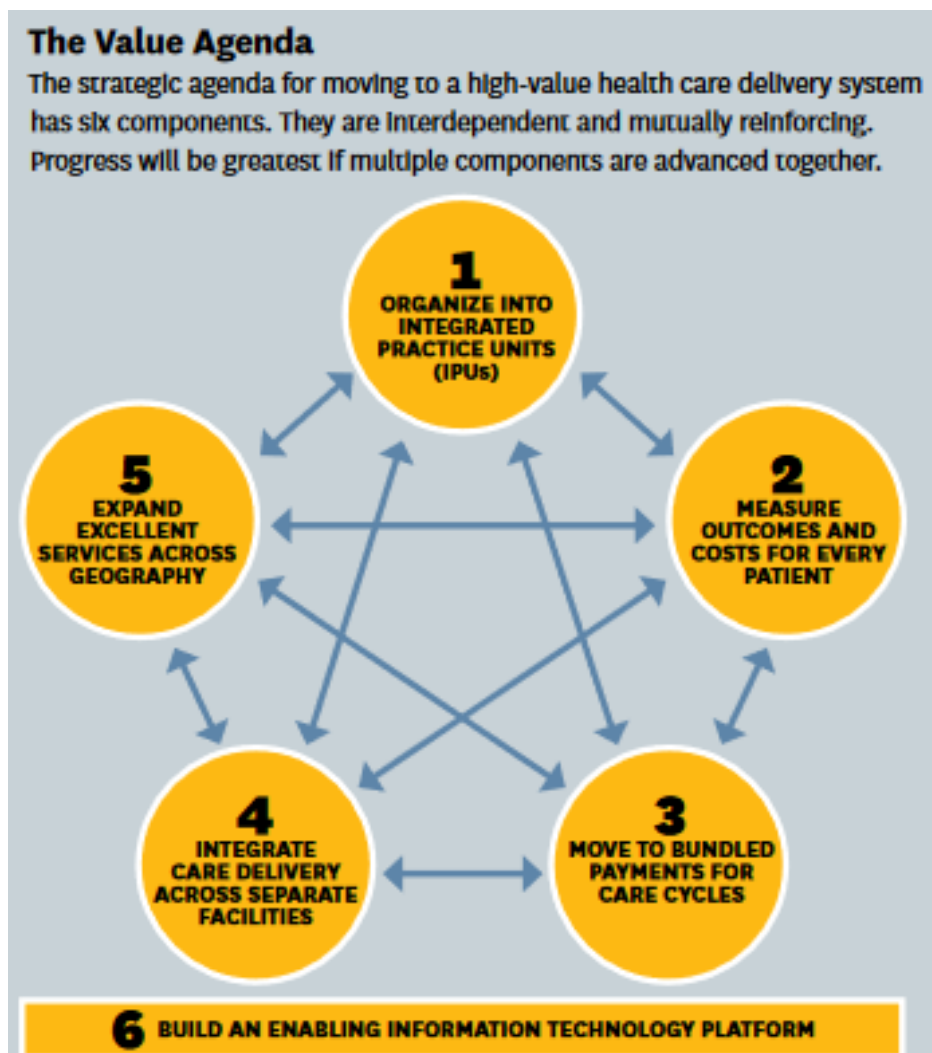 The Value Agenda
The strategic agenda for moving to a high-value health care delivery system
has six components. They are interdependent and mutually reinforcing.
Progress will be greatest if multiple components are advanced together.
1
ORGANIZE INTO
INTEGRATED
PRACTICE UNITS
(IPUs)
5
EXPAND
EXCELLENT
SERVICES ACROSS
GEOGRAPHY
2
MEASURE
OUTCOMES AND
COSTS FOR EVERY
PATIENT
4
INTEGRATE
CARE DELIVERY
ACROSS SEPARATE
FACILITIES
3
MOVE TO BUNDLED
PAYMENTS FOR
CARE CYCLES
6 BUILD AN ENABLING INFORMATION TECHNOLOGY PLATFORM